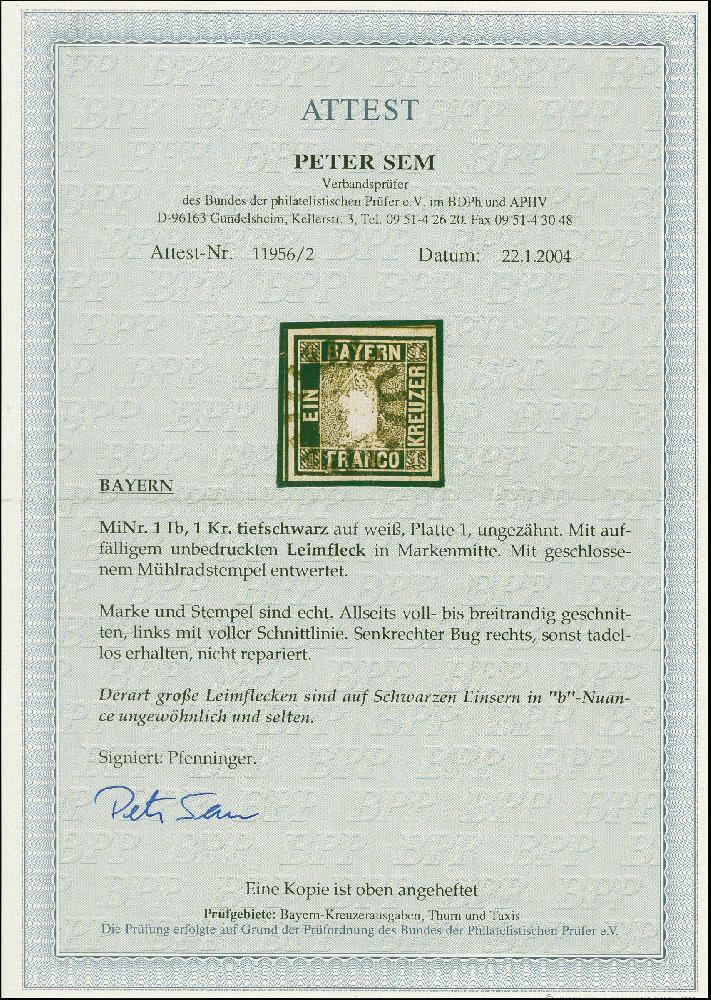 ATTEST
PETER SEM
Verbandsprüfer
des Bundes der philatelistischen Prüfer e.V. im BDPh und APHV
D-96163 Gundelsheim, Kellerstr. 3, Tel. 09 51-4 26 20. Fax 09 51-4 30 48
Attest-Nr. 11956/2 Datum: 22.1.2004
BAYERN
EIN
KREUZER
FRANCO
BAYERN
MiNr. 1 Ib, 1 Kr. tiefschwarz auf weiß, Platte 1, ungezähnt. Mit auf-
fälligem unbedruckten Leimfleck in Markenmitte. Mit geschlosse-
nem Mühlradstempel entwertet.
Marke und Stempel sind echt. Allseits voll- bis breitrandig geschnit-
ten, links mit voller Schnittlinie. Senkrechter Bug rechts, sonst tadel-
los erhalten, nicht repariert.
Derart große Leimflecken sind auf Schwarzen Einsern in "b"-Nuan-
ce ungewöhnlich und selten.
Signiert: Pfenninger.
Peter Sem
Eine Kopie ist oben angeheftet
Prüfgebiete: Bayern-Kreuzerausgaben, Thurn und Taxis
Die Prüfung erfolgte auf Grund der Prüfordnung des Bundes der Philatelistischen Prüfer e.V.